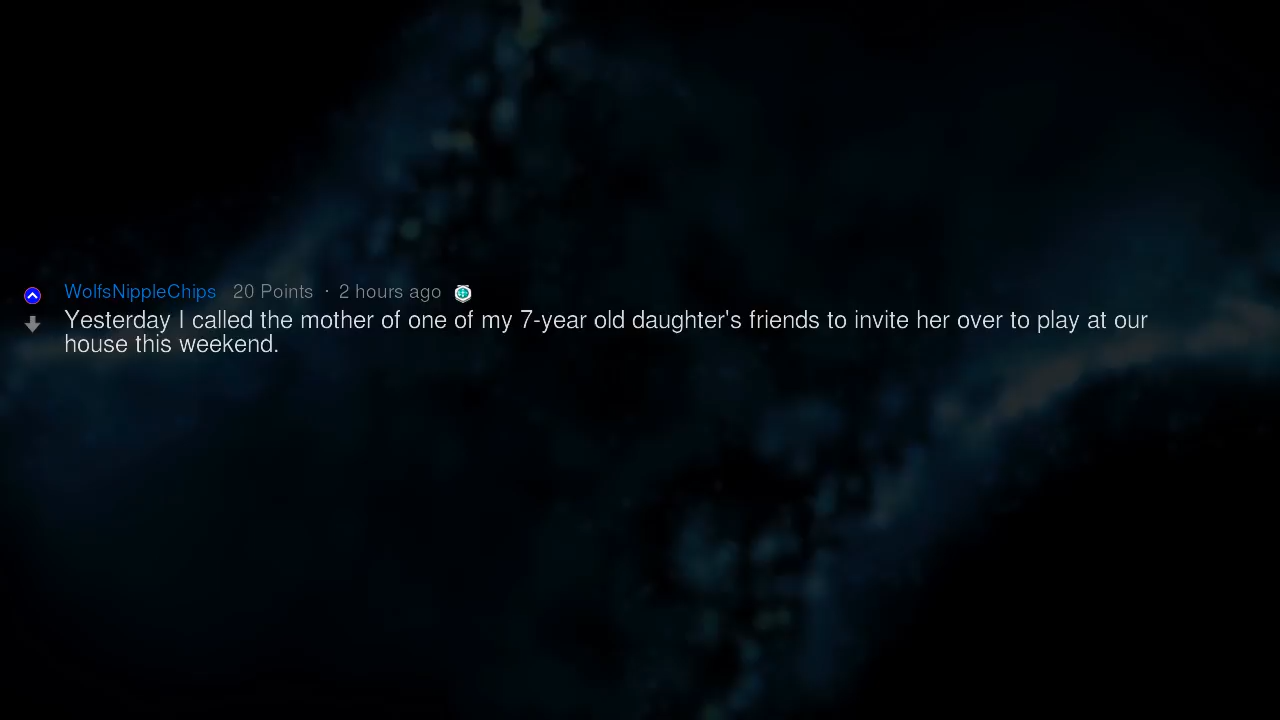 WolfsNippleChips 20 Points · 2 hours ago
Yesterday I called the mother of one of my 7-year old daughter's friends to invite her over to play at our
house this weekend.